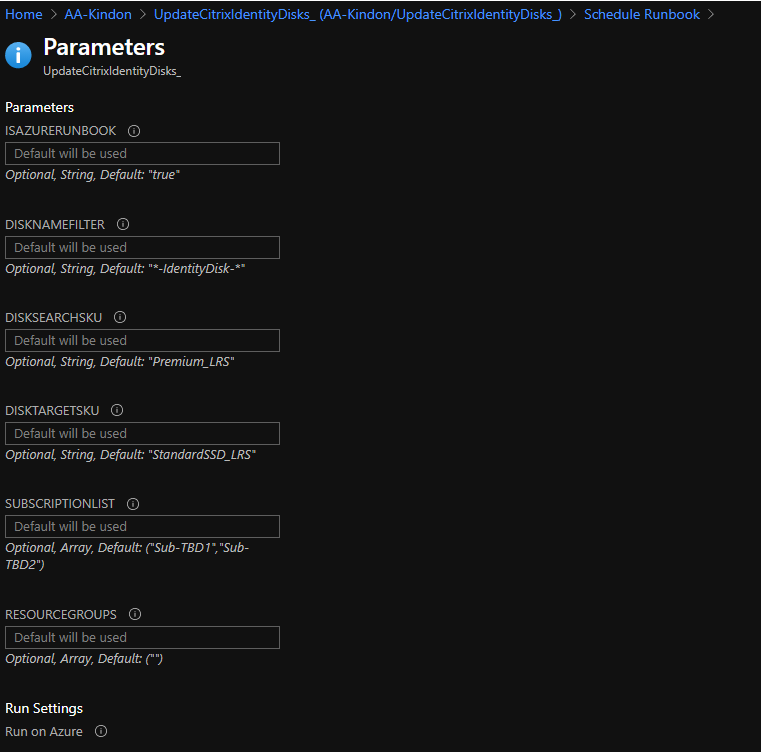 Home > AA-Kindon > UpdateCitrixIdentityDisks_ (AA-Kindon/UpdateCitrixIdentityDisks_) > Schedule Runbook >
Parameters
UpdateCitrixIdentityDisks_
Parameters
ISAZURERUNBOOK
Default will be used
Optional, String, Default: "true"
DISKNAMEFILTER
Default will be used
Optional, String, Default: "*-IdentityDisk-*"
DISKSEARCHSKU
Default will be used
Optional, String, Default: "Premium_LRS"
DISKTARGETSKU
Default will be used
Optional, String, Default: "StandardSSD_LRS"
SUBSCRIPTIONLIST
Default will be used
Optional, Array, Default: ("Sub-TBD1","Sub-
TBD2")
RESOURCEGROUPS
Default will be used
Optional, Array, Default: ("")
Run Settings
Run on Azure